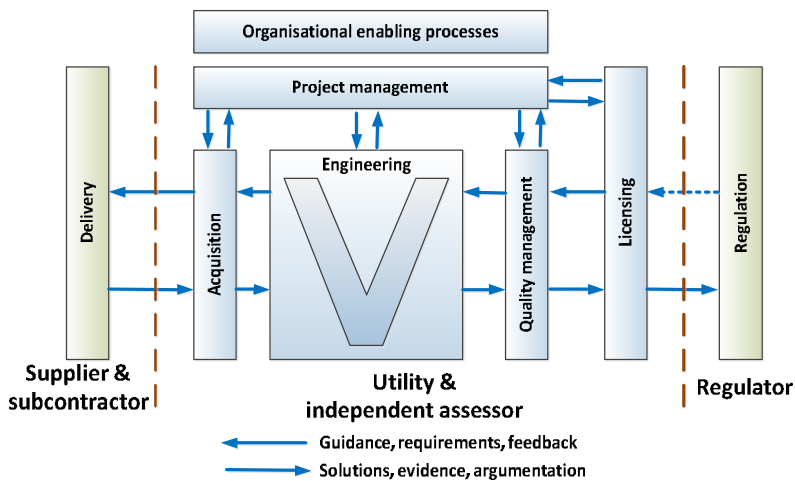 Organisational enabling processes
Project management
Delivery
Acquisition
Engineering
Quality management
Licensing
Regulation
Supplier &
subcontractor
Utility &
independent assessor
Regulator
Guidance, requirements, feedback
Solutions, evidence, argumentation